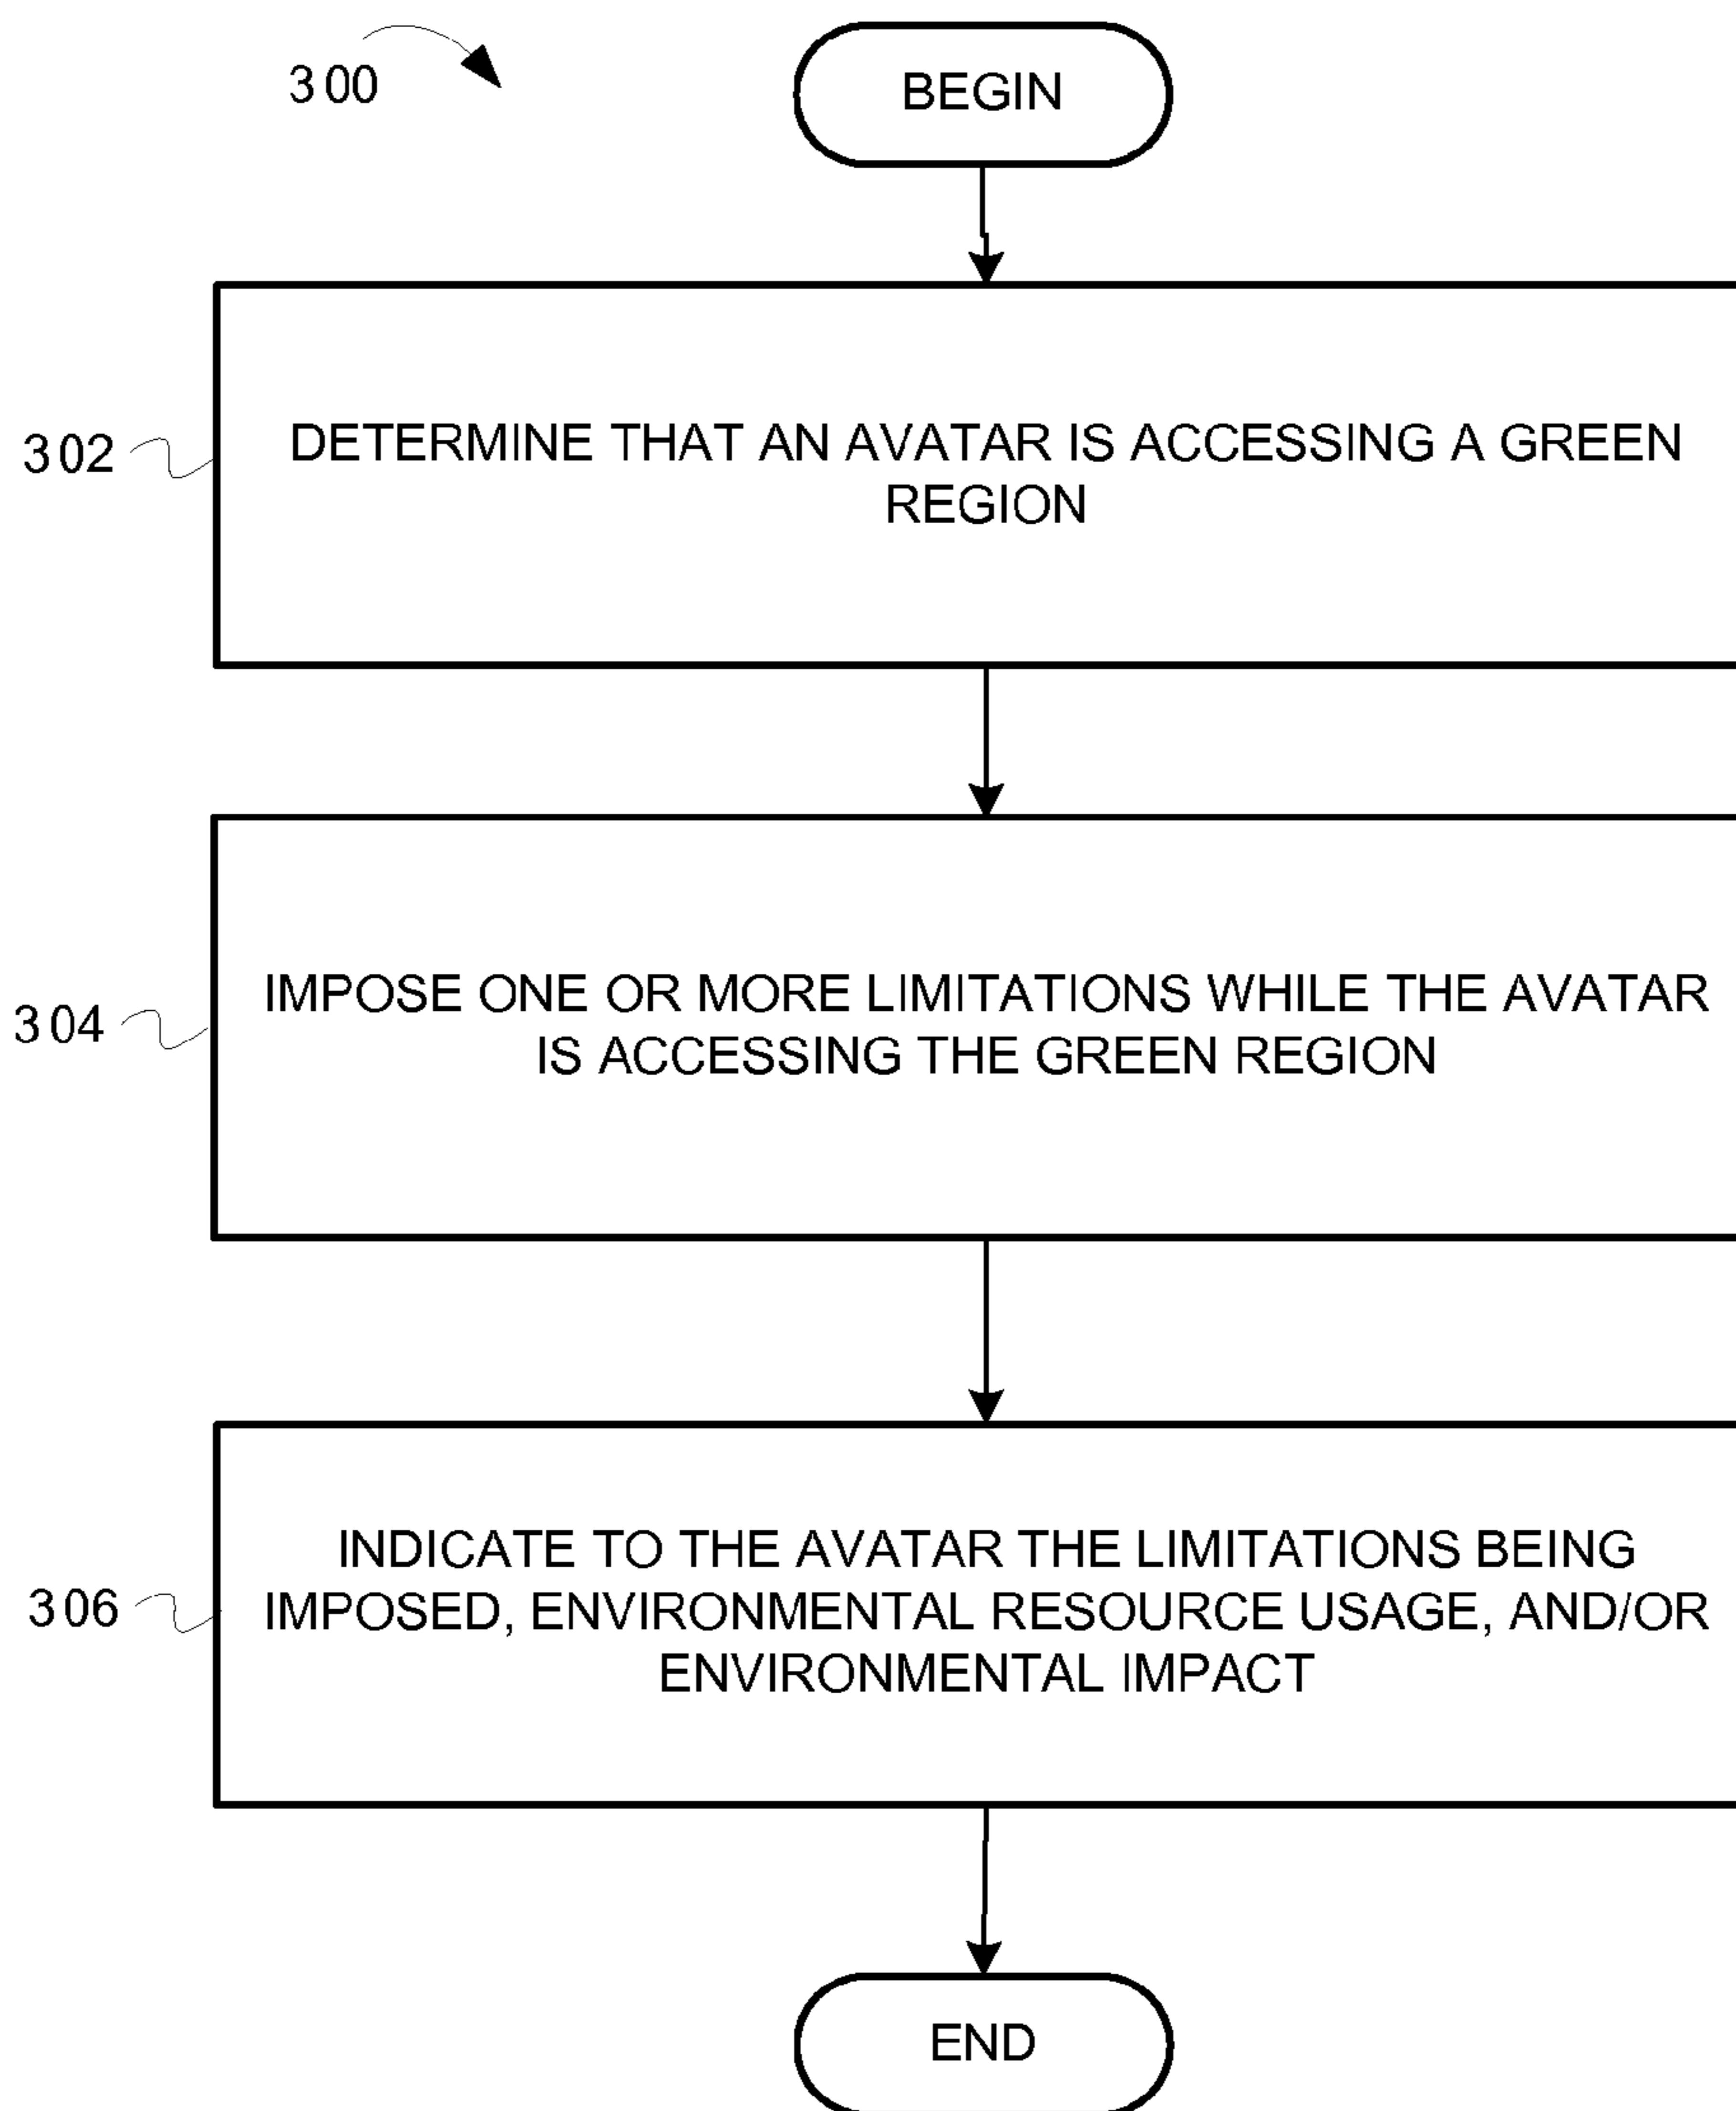 300
BEGIN
302
DETERMINE THAT AN AVATAR IS ACCESSING A GREEN
REGION
304
IMPOSE ONE OR MORE LIMITATIONS WHILE THE AVATAR
IS ACCESSING THE GREEN REGION
306
INDICATE TO THE AVATAR THE LIMITATIONS BEING
IMPOSED, ENVIRONMENTAL RESOURCE USAGE, AND/OR
ENVIRONMENTAL IMPACT
END